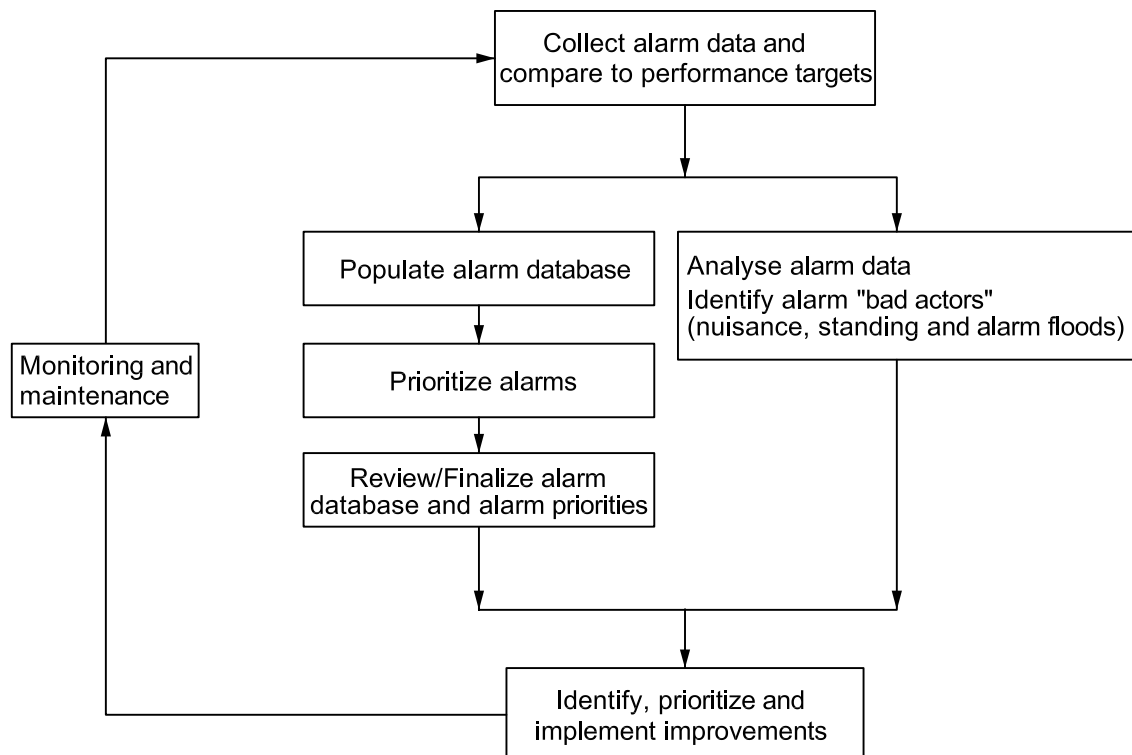 Collect alarm data and
compare to performance targets
Populate alarm database
Analyse alarm data
Identify alarm "bad actors"
(nuisance, standing and alarm floods)
Monitoring and
maintenance
Prioritize alarms
Review/Finalize alarm
database and alarm priorities
Identify, prioritize and
implement improvements